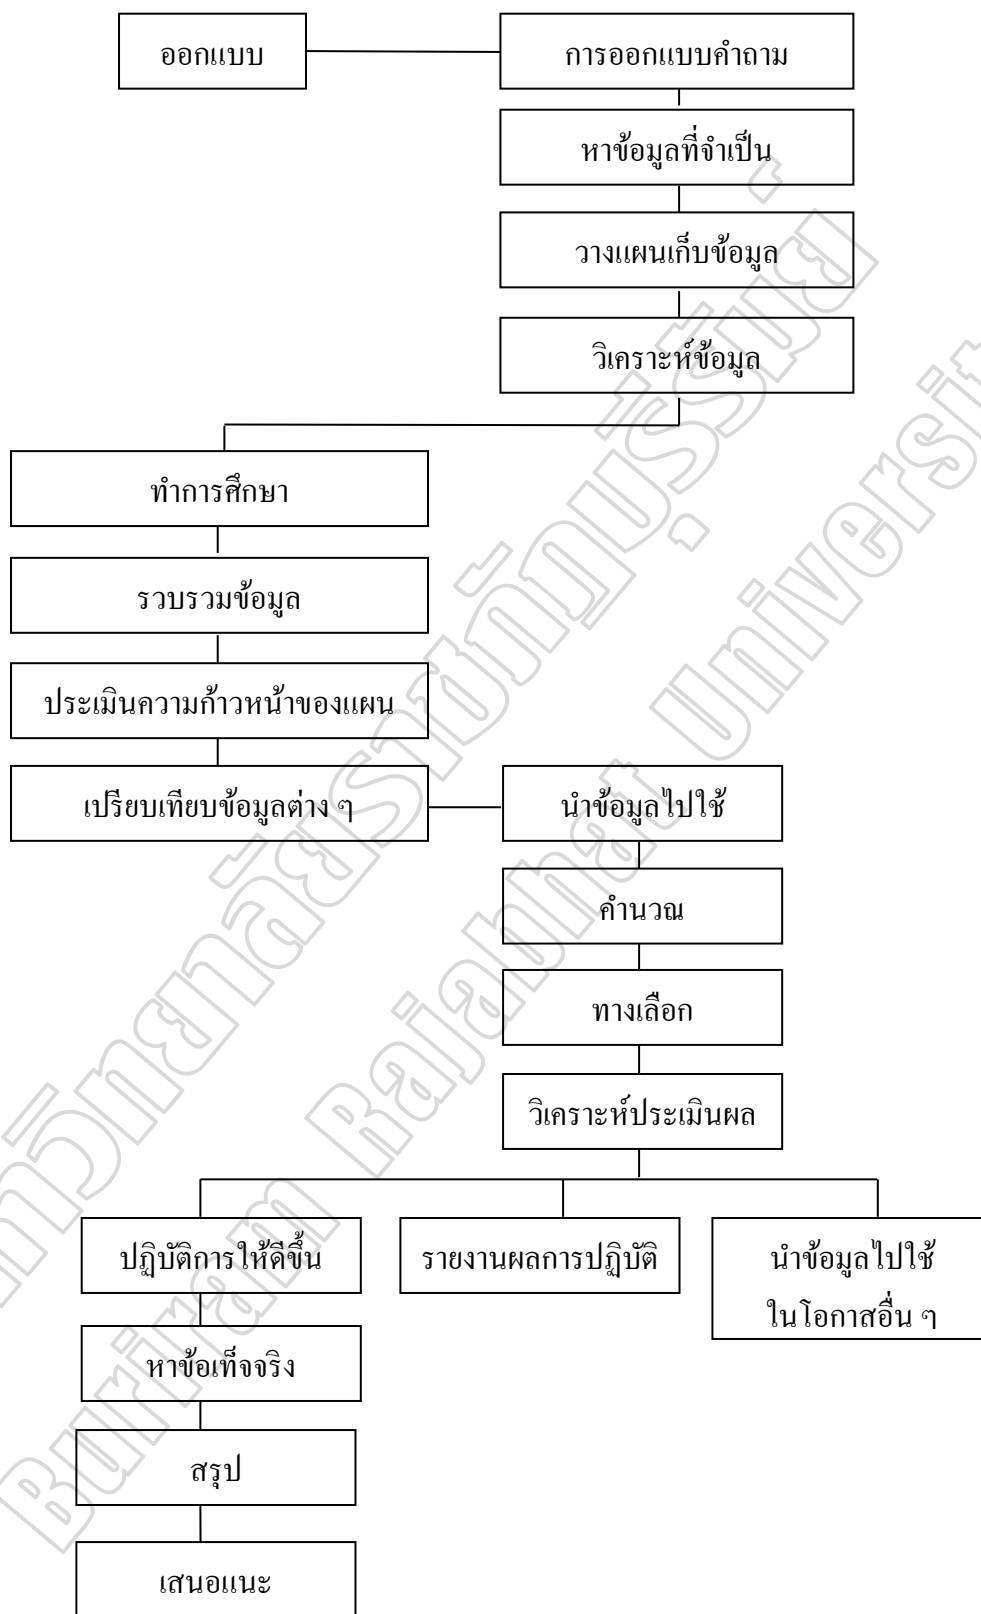 ออกแบบ
การออกแบบคำถาม
หาข้อมูลที่จำเป็น
วางแผนเก็บข้อมูล
วิเคราะห์ข้อมูล
ทำการศึกษา
รวบรวมข้อมูล
ประเมินความก้าวหน้าของแผน
เปรียบเทียบข้อมูลต่าง ๆ
นำข้อมูลไปใช้
คำนวณ
ทางเลือก
วิเคราะห์ประเมินผล
ปฏิบัติการให้ดีขึ้น
รายงานผลการปฏิบัติ
นำข้อมูลไปใช้
ในโอกาสอื่น ๆ
หาข้อเท็จจริง
สรุป
เสนอแนะ
Buriram Rajabhat